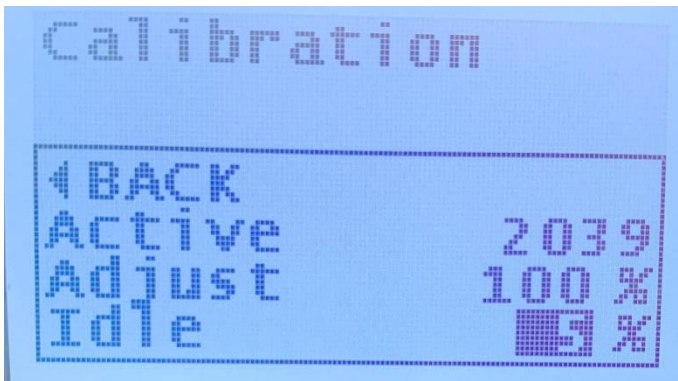 Calibration
BACK
Active 2039
Adjust 100 %
Idle 5 %